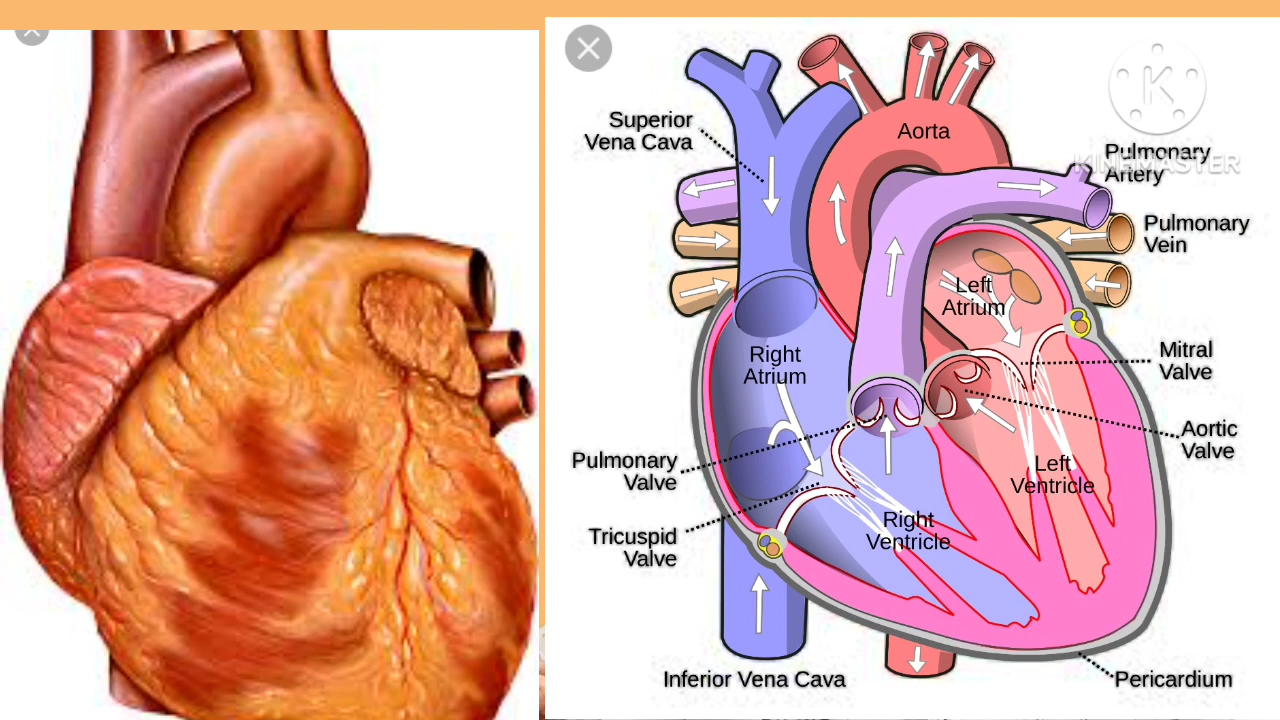 Superior
Vena Cava
Aorta
K
Pulmonary
Artery
KINEMASTER
Pulmonary
Vein
Left
Atrium
Right
Atrium
Mitral
Valve
Aortic
Valve
Pulmonary
Valve
Left
Ventricle
Right
Ventricle
Tricuspid
Valve
Inferior Vena Cava
Pericardium